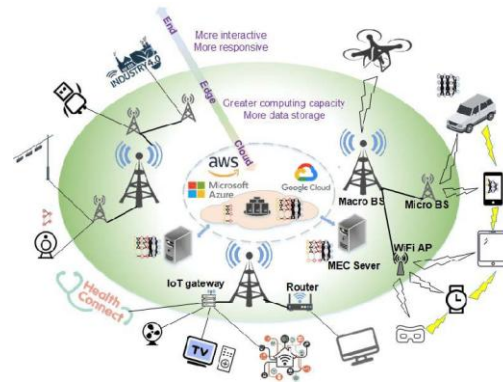 More interactive
More responsive
End
INDUSTRY 4.0
Edge
Greater computing capacity
More data storage
Cloud
aws
Microsoft
Azure
Google Cloud
Macro BS
Micro BS
WiFi AP
MEC Sever
IoT gateway
Router
Health
Connect
TV